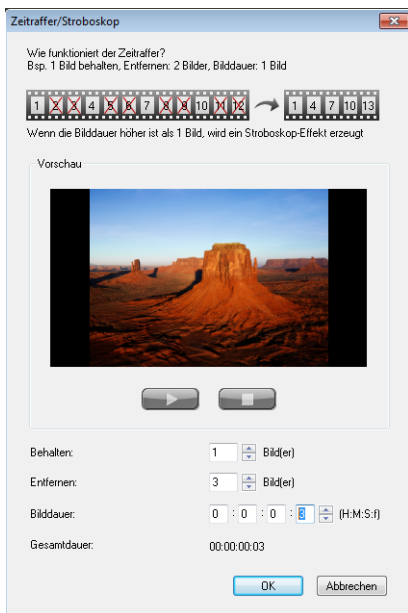 Zeitraffer/Stroboskop
Wie funktioniert der Zeitraffer?
Bsp. 1 Bild behalten, Entfernen: 2 Bilder, Bilddauer: 1 Bild
1 2 3 4 5 6 7 8 9 10 11 12 1 4 7 10 13
Wenn die Bilddauer höher ist als 1 Bild, wird ein Stroboskop-Effekt erzeugt
Vorschau
Behalten: 1 Bild(er)
Entfernen: 3 Bild(er)
Bilddauer: 0 : 0 : 0 : 3 (H:M:S:f)
Gesamtdauer: 00:00:00:03
OK Abbrechen